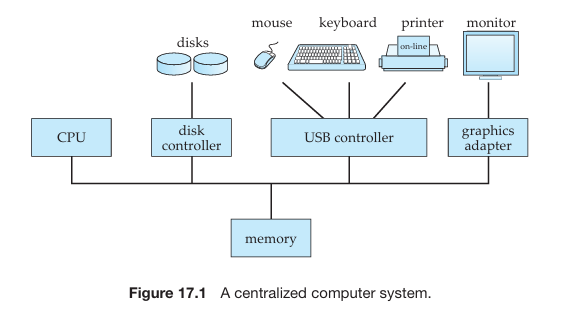 mouse keyboard printer monitor
disks
on-line
CPU
disk
controller
USB controller
graphics
adapter
memory
Figure 17.1 A centralized computer system.